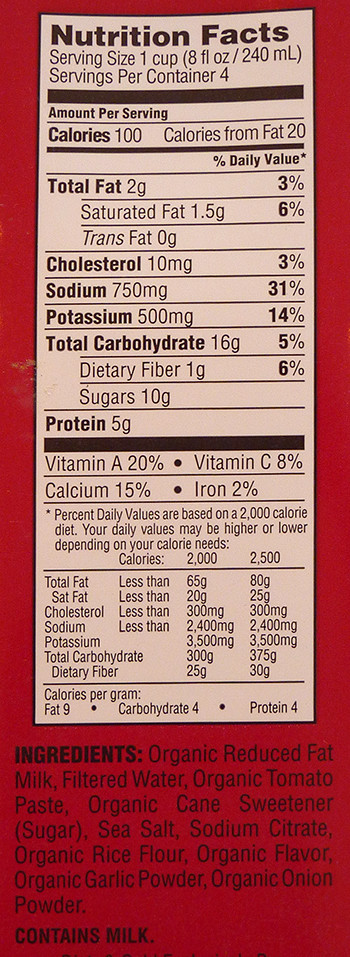 Nutrition Facts
Serving Size 1 cup (8 fl oz / 240 mL)
Servings Per Container 4
Amount Per Serving
Calories 100 Calories from Fat 20
% Daily Value*
Total Fat 2g 3%
Saturated Fat 1.5g 6%
Trans Fat 0g
Cholesterol 10mg 3%
Sodium 750mg 31%
Potassium 500mg 14%
Total Carbohydrate 16g 5%
Dietary Fiber 1g 6%
Sugars 10g
Protein 5g
Vitamin A 20% • Vitamin C 8%
Calcium 15% • Iron 2%
* Percent Daily Values are based on a 2,000 calorie
diet. Your daily values may be higher or lower
depending on your calorie needs:
Calories: 2,000 2,500
Total Fat Less than 65g 80g
Sat Fat Less than 20g 25g
Cholesterol Less than 300mg 300mg
Sodium Less than 2,400mg 2,400mg
Potassium 3,500mg 3,500mg
Total Carbohydrate 300g 375g
Dietary Fiber 25g 30g
Calories per gram:
Fat 9 • Carbohydrate 4 • Protein 4
INGREDIENTS: Organic Reduced Fat
Milk, Filtered Water, Organic Tomato
Paste, Organic Cane Sweetener
(Sugar), Sea Salt, Sodium Citrate,
Organic Rice Flour, Organic Flavor,
Organic Garlic Powder, Organic Onion
Powder.
CONTAINS MILK.